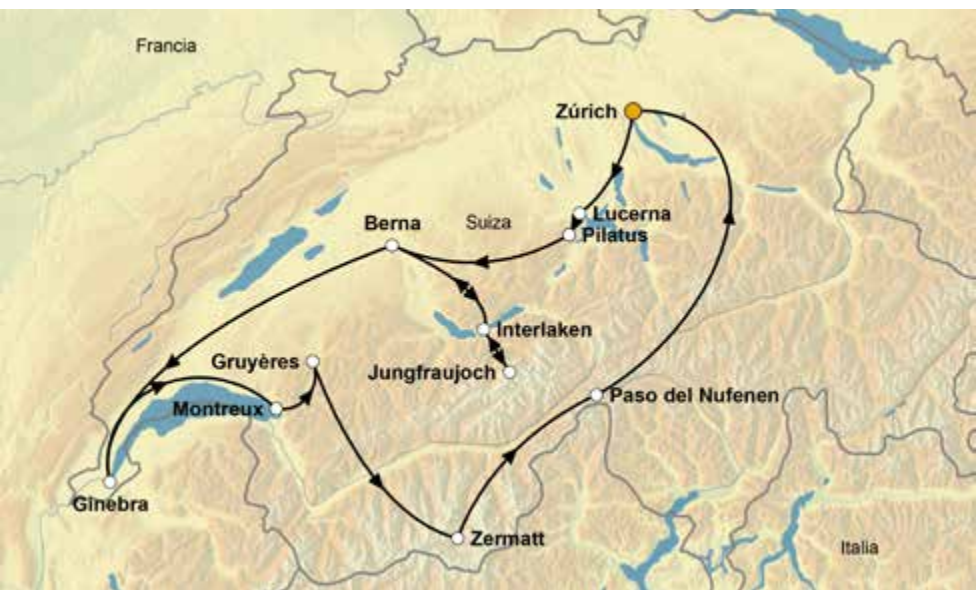 Francia
Zúrich
Lucerna
Berna
Suiza
Pilatus
Interlaken
Gruyères
Jungfraujoch
Paso del Nufenen
Montreux
Ginebra
Zermatt
Italia